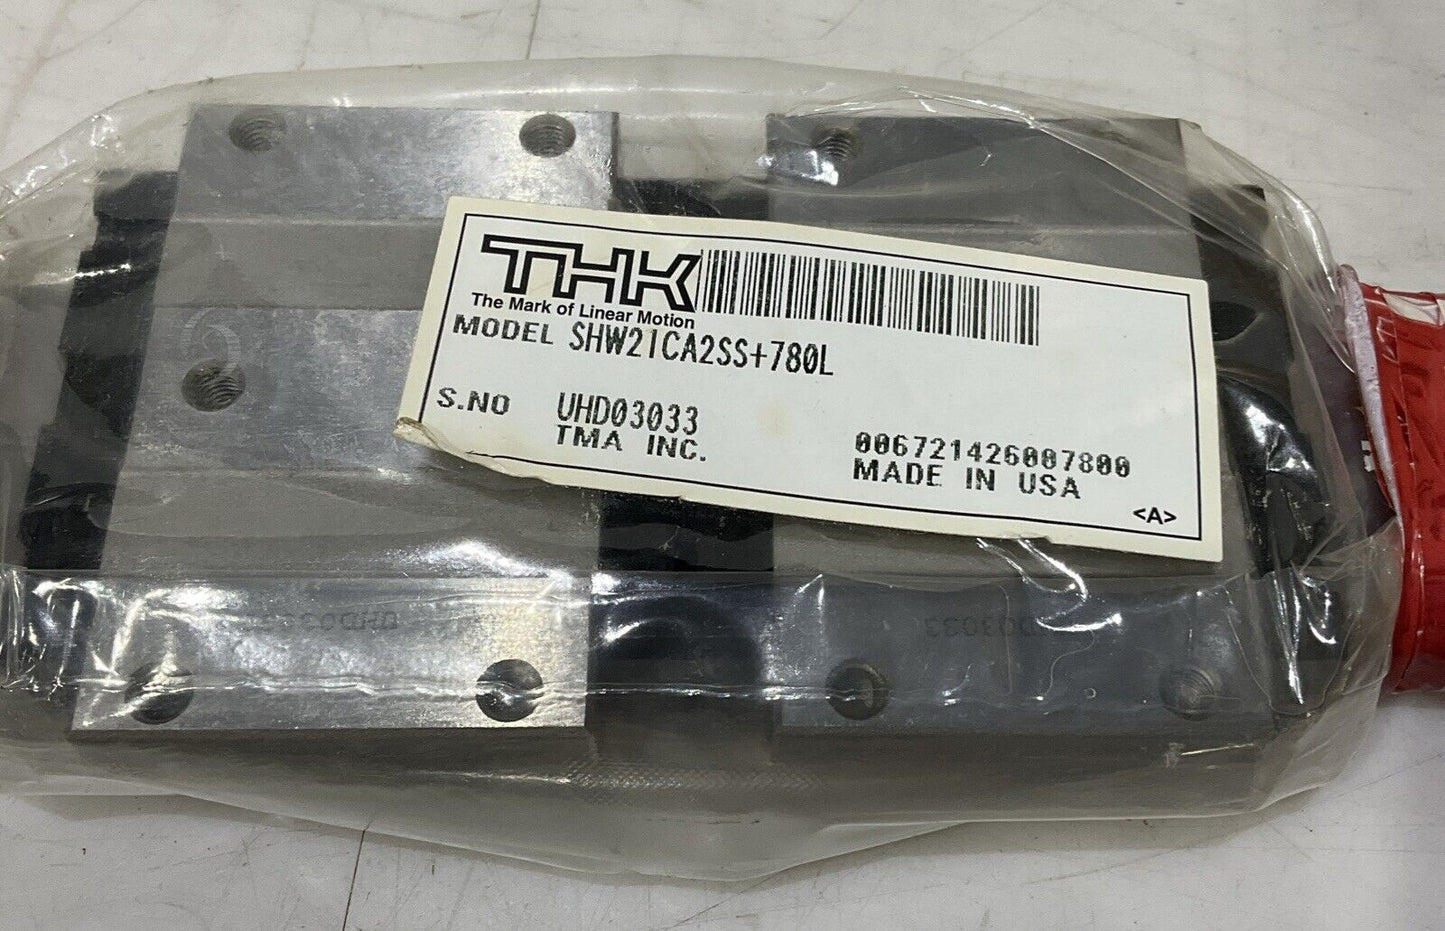 THK
The Mark of Linear Motion
MODEL SHW21CA2SS+780L
S.NO UHD03033
TMA INC.
006721426007800
MADE IN USA
<A>